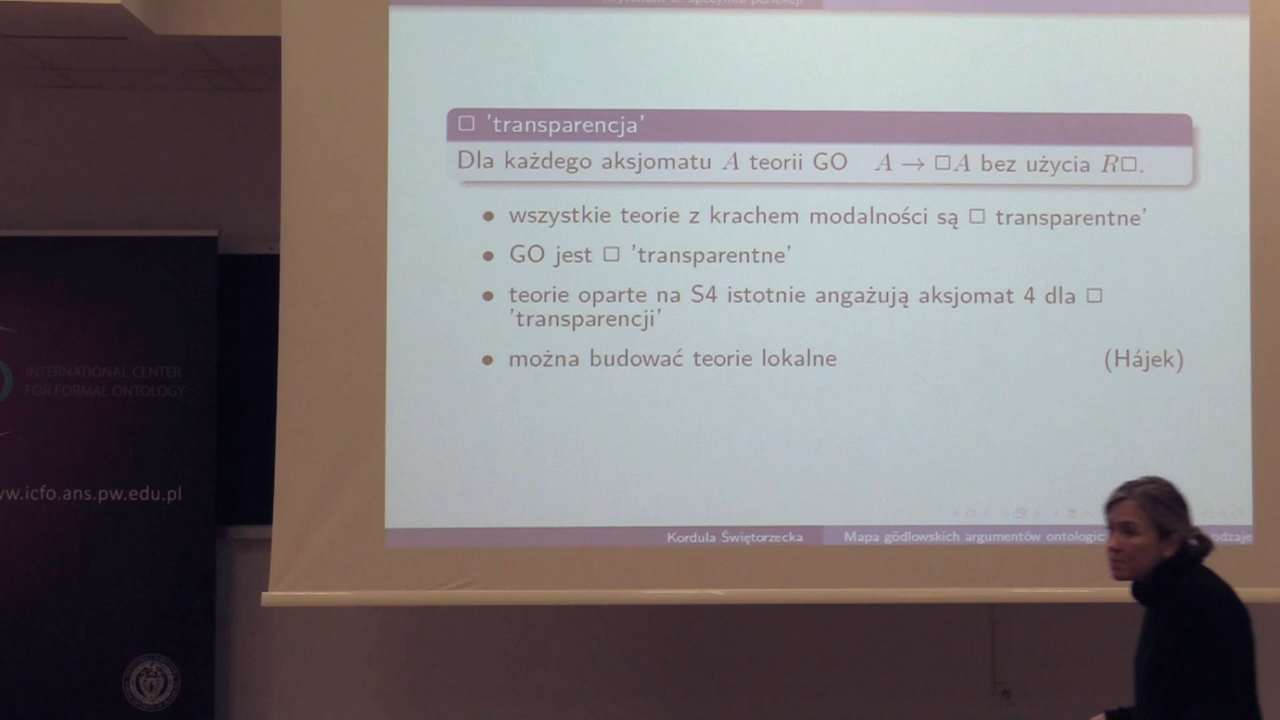 □ 'transparencja'
Dla każdego aksjomatu A teorii GO A → □A bez użycia R□.
• wszystkie teorie z krachem modalności są □ transparentne'
• GO jest □ 'transparentne'
• teorie oparte na S4 istotnie angażują aksjomat 4 dla □
'transparencji'
• można budować teorie lokalne (Hájek)
Kordula Świętorzecka Mapa gödlowskich argumentów
INTERNATIONAL CENTER
FOR FORMAL ONTOLOGY
w.icfo.ans.pw.edu.pl